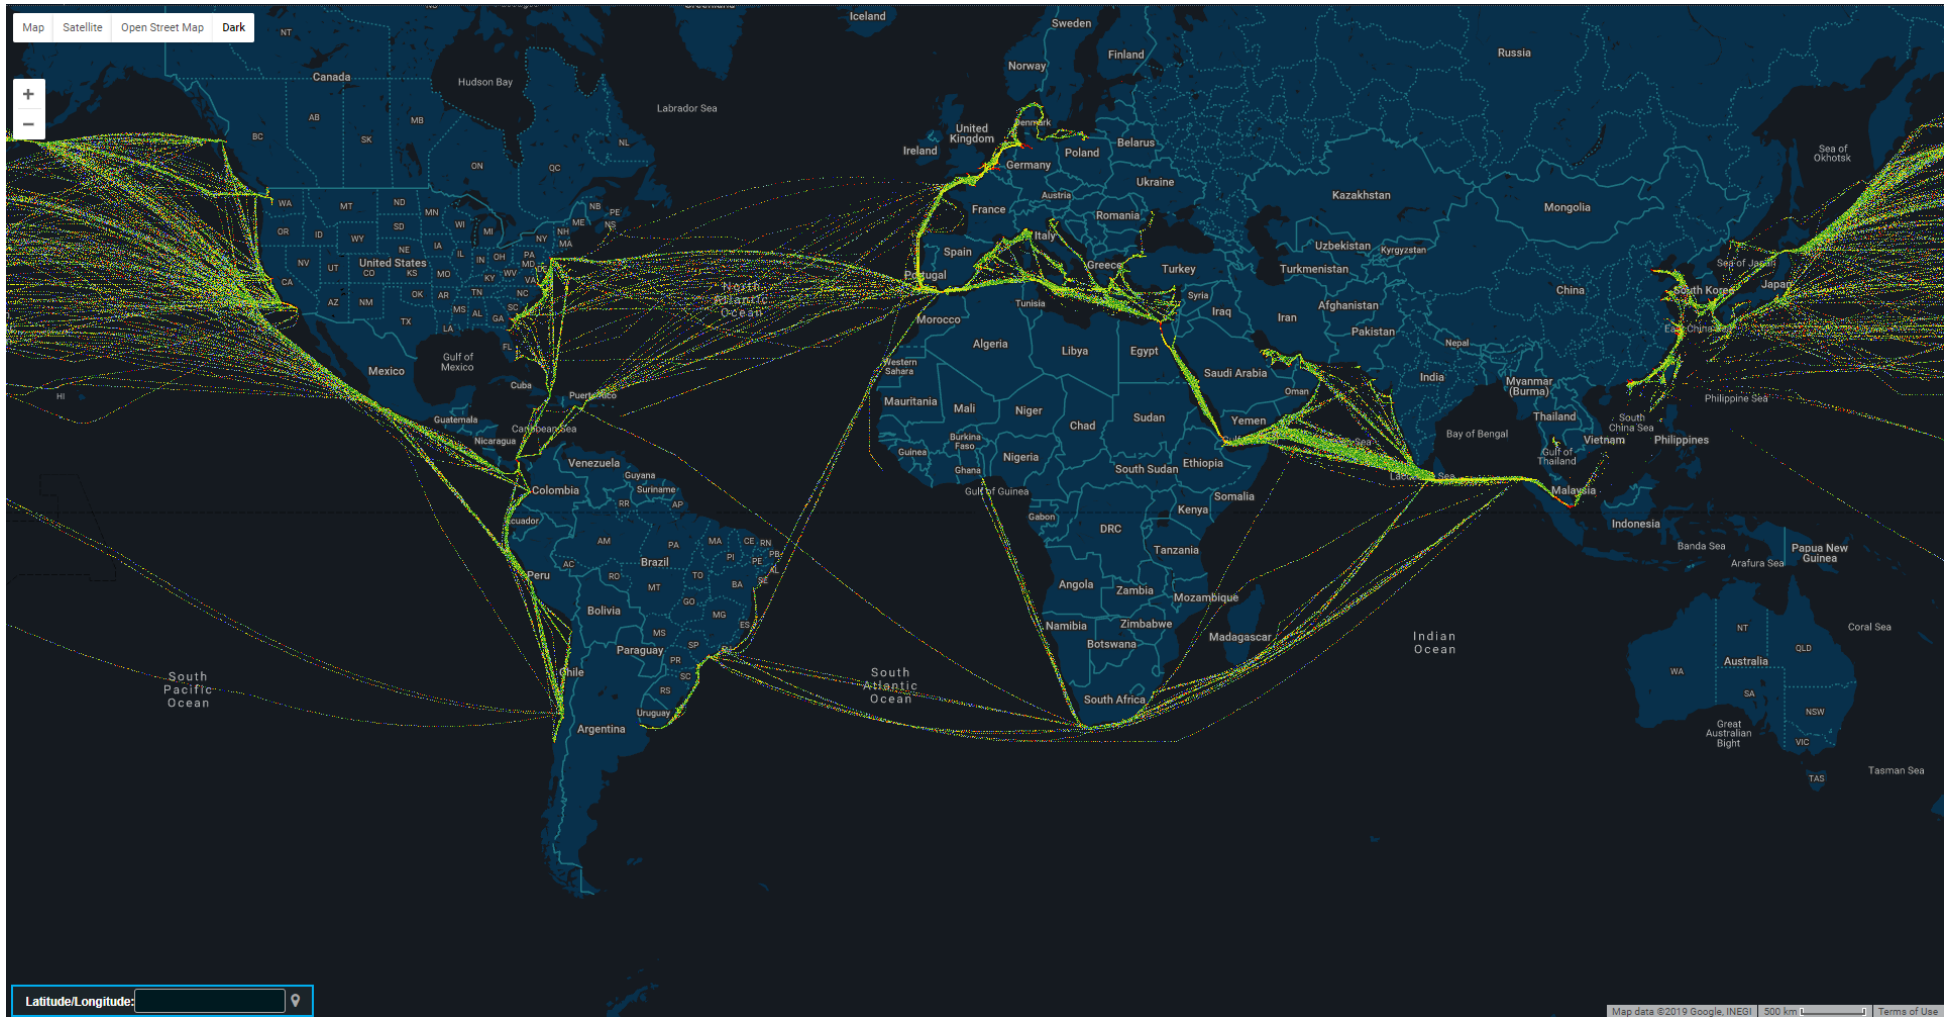 Map Satellite Open Street Map Dark
+
−
Iceland
Sweden
Finland
Norway
Russia
Canada
Hudson Bay
Labrador Sea
NT
AB
MB
BC
SK
ON
QC
NL
United
Kingdom
Ireland
Denmark
Belarus
Poland
Germany
Sea of
Okhotsk
Ukraine
Austria
Kazakhstan
Mongolia
France
Romania
WA
MT
ND
MN
OR
ID
WY
SD
WI
MI
NB
PE
NS
ME
NH
MA
NY
NE
IA
IL
IN
OH
PA
MD
DE
NV
UT
United States
CO
KS
MO
KY
WV
VA
CA
AZ
NM
OK
AR
TN
NC
MS
AL
SC
GA
TX
LA
FL
Italy
Spain
Portugal
Greece
Turkey
Uzbekistan
Kyrgyzstan
Turkmenistan
Sea of Japan
South Korea
Japan
China
East China
North
Atlantic
Ocean
Tunisia
Syria
Morocco
Iraq
Iran
Afghanistan
Pakistan
Nepal
Algeria
Libya
Egypt
Western
Sahara
Gulf of
Mexico
Mexico
Cuba
Puerto Rico
HI
Saudi Arabia
Oman
India
Myanmar
(Burma)
Mauritania
Mali
Niger
Chad
Sudan
Yemen
Guatemala
Nicaragua
Caribbean Sea
Thailand
South
China Sea
Philippine Sea
Bay of Bengal
Vietnam
Philippines
Gulf of
Thailand
Burkina
Faso
Guinea
Nigeria
Ghana
South Sudan
Ethiopia
Venezuela
Guyana
Colombia
Suriname
Gulf of Guinea
Somalia
Malaysia
RR
AP
Ecuador
Gabon
DRC
Kenya
Indonesia
AM
PA
MA
CE
RN
PB
PE
AL
SE
PI
Tanzania
Banda Sea
Papua New
Guinea
Arafura Sea
Peru
AC
Brazil
RO
TO
MT
BA
Angola
Zambia
Mozambique
Bolivia
GO
MG
ES
MS
SP
Namibia
Zimbabwe
Botswana
Madagascar
Indian
Ocean
Coral Sea
Paraguay
PR
SC
RS
Chile
South
Pacific
Ocean
South
Atlantic
Ocean
South Africa
Uruguay
Argentina
NT
QLD
WA
Australia
SA
NSW
Great
Australian
Bight
VIC
TAS
Tasman Sea
Latitude/Longitude:
Map data ©2019 Google, INEGI 500 km Terms of Use